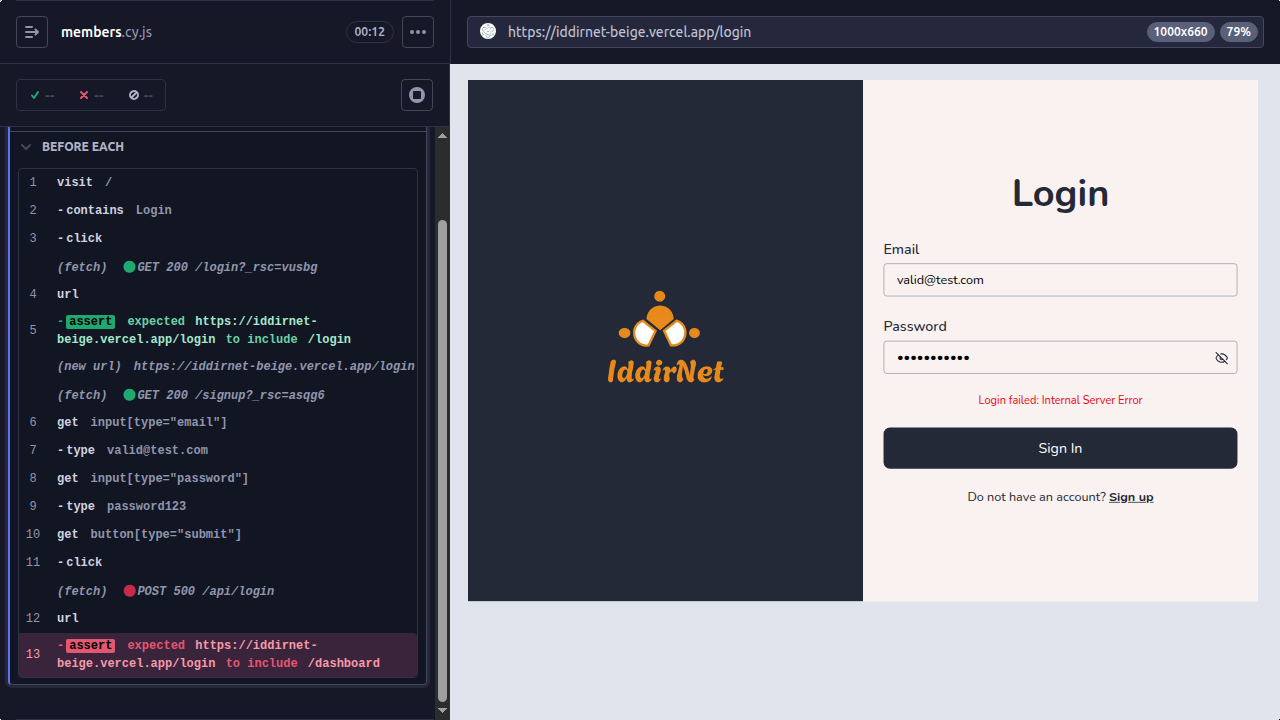 members.cy.js
00:12
--
--
--
BEFORE EACH
1 visit /
2 -contains Login
3 -click
(fetch) GET 200 /login?_rsc=vusbg
4 url
5 -assert expected https://iddirnet-
beige.vercel.app/login to include /login
(new url) https://iddirnet-beige.vercel.app/login
(fetch) GET 200 /signup?_rsc=asqg6
6 get input[type="email"]
7 -type valid@test.com
8 get input[type="password"]
9 -type password123
10 get button[type="submit"]
11 -click
(fetch) POST 500 /api/login
12 url
13 -assert expected https://iddirnet-
beige.vercel.app/login to include /dashboard
https://iddirnet-beige.vercel.app/login
1000x660 79%
IddirNet
Login
Email
valid@test.com
Password
•••••••••••
Login failed: Internal Server Error
Sign In
Do not have an account? Sign up